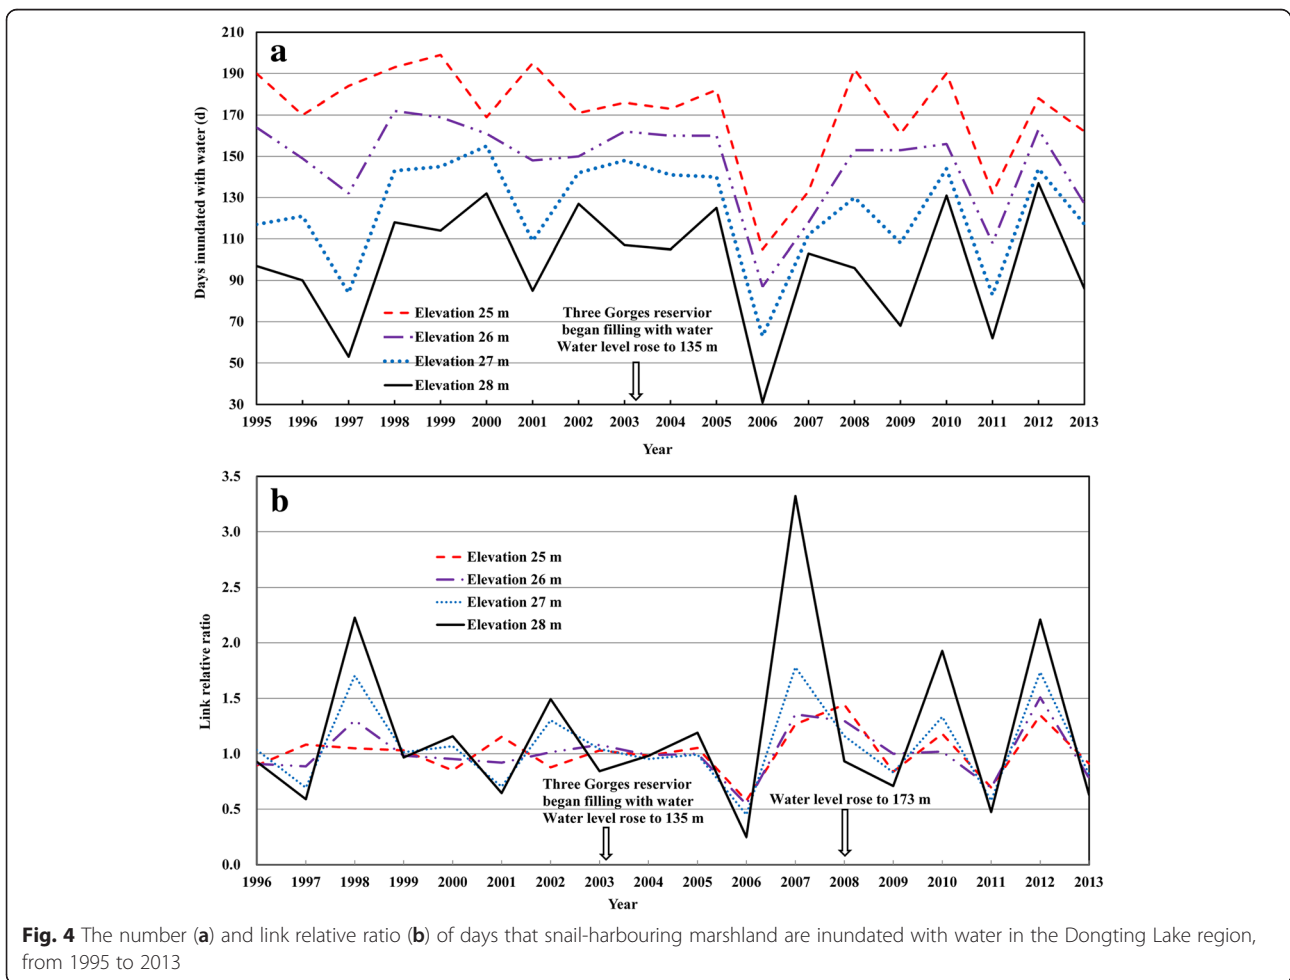 a
210
190
170
150
130
110
90
70
50
30
Days inundated with water (d)
Elevation 25 m
Elevation 26 m
Elevation 27 m
Elevation 28 m
Three Gorges reservior
began filling with water
Water level rose to 135 m
1995 1996 1997 1998 1999 2000 2001 2002 2003 2004 2005 2006 2007 2008 2009 2010 2011 2012 2013
Year
b
3.5
3.0
2.5
2.0
1.5
1.0
0.5
0.0
Link relative ratio
Elevation 25 m
Elevation 26 m
Elevation 27 m
Elevation 28 m
Three Gorges reservior
began filling with water
Water level rose to 135 m
Water level rose to 173 m
1996 1997 1998 1999 2000 2001 2002 2003 2004 2005 2006 2007 2008 2009 2010 2011 2012 2013
Year
Fig. 4 The number (a) and link relative ratio (b) of days that snail-harbouring marshland are inundated with water in the Dongting Lake region,
from 1995 to 2013